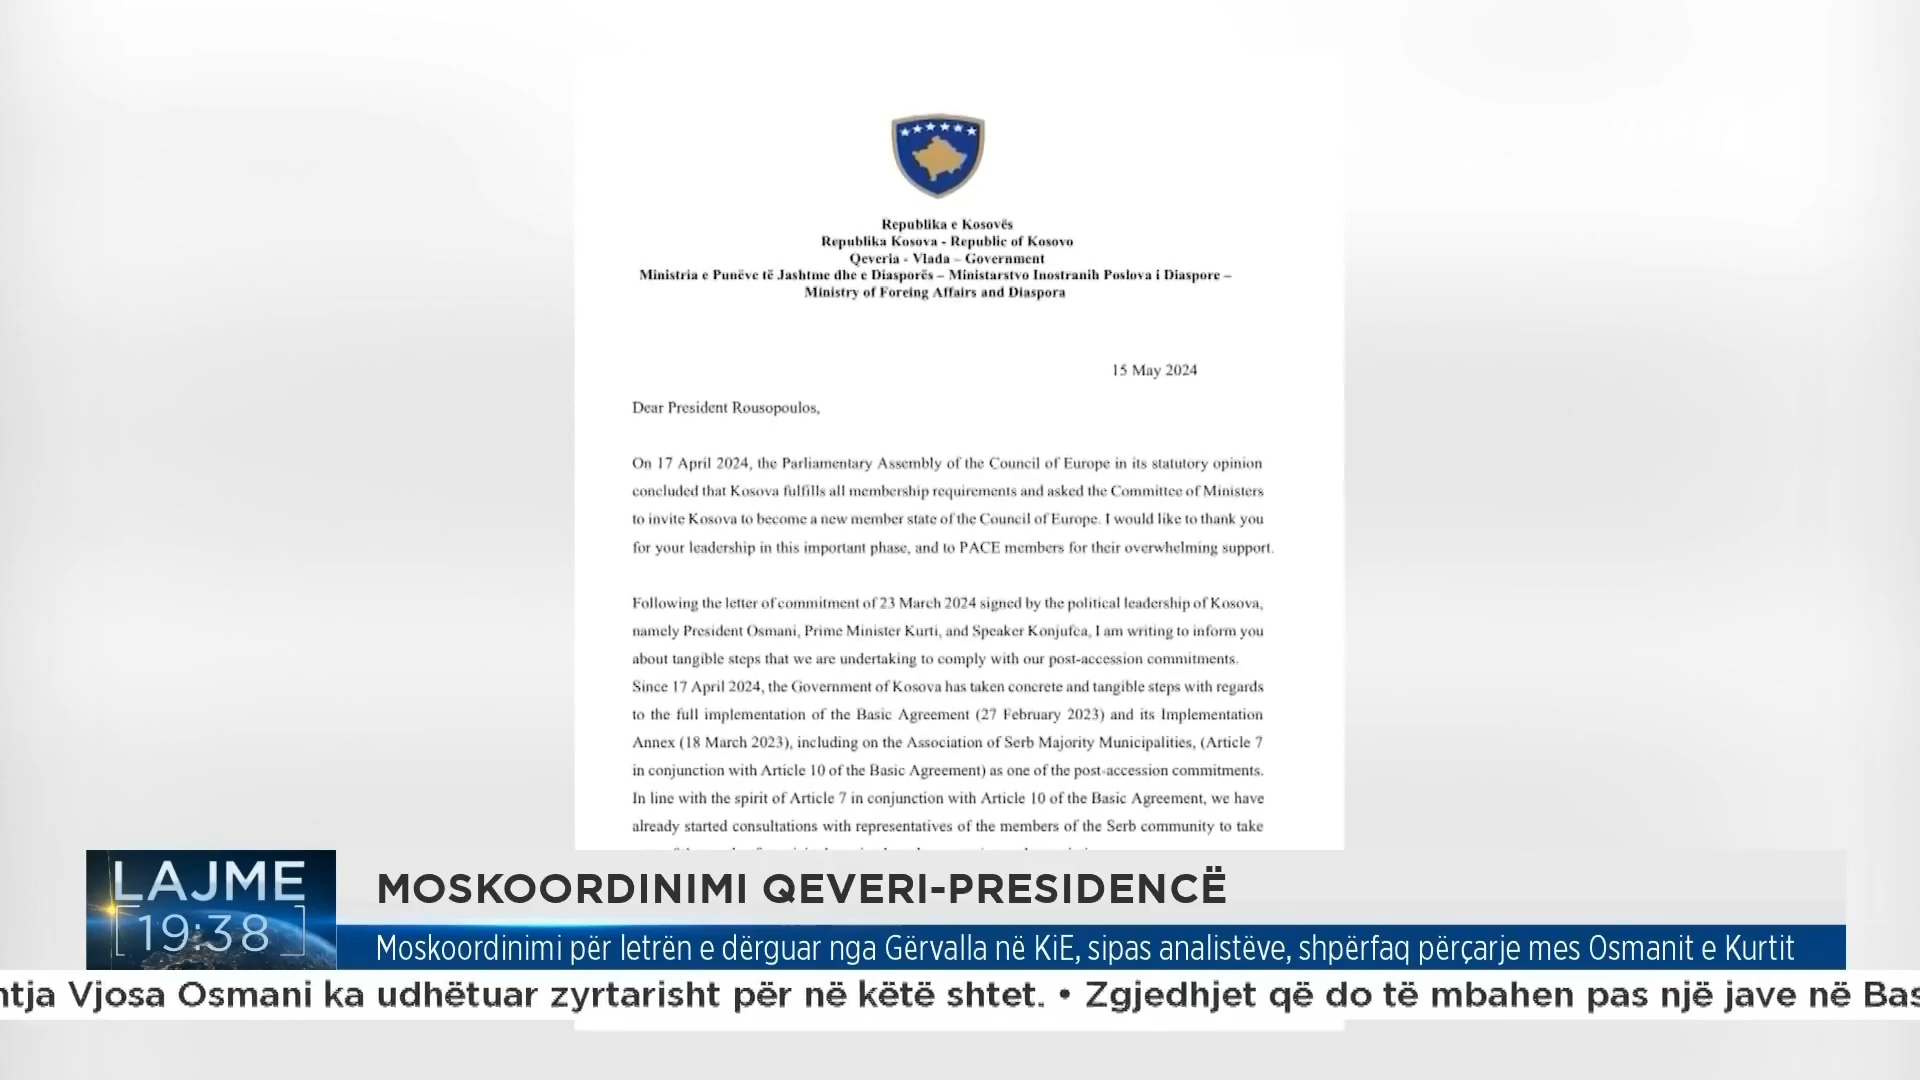 Republika e Kosovës
Republika Kosova - Republic of Kosovo
Qeveria - Vlada – Government
Ministria e Punëve të Jashtme dhe e Diasporës – Ministarstvo Inostranih Poslova i Diaspore –
Ministry of Foreing Affairs and Diaspora
15 May 2024
Dear President Rousopoulos,
On 17 April 2024, the Parliamentary Assembly of the Council of Europe in its statutory opinion
concluded that Kosova fulfills all membership requirements and asked the Committee of Ministers
to invite Kosova to become a new member state of the Council of Europe. I would like to thank you
for your leadership in this important phase, and to PACE members for their overwhelming support.
Following the letter of commitment of 23 March 2024 signed by the political leadership of Kosova,
namely President Osmani, Prime Minister Kurti, and Speaker Konjufca, I am writing to inform you
about tangible steps that we are undertaking to comply with our post-accession commitments.
Since 17 April 2024, the Government of Kosova has taken concrete and tangible steps with regards
to the full implementation of the Basic Agreement (27 February 2023) and its Implementation
Annex (18 March 2023), including on the Association of Serb Majority Municipalities, (Article 7
in conjunction with Article 10 of the Basic Agreement) as one of the post-accession commitments.
In line with the spirit of Article 7 in conjunction with Article 10 of the Basic Agreement, we have
already started consultations with representatives of the members of the Serb community to take
LAJME
19:38
MOSKOORDINIMI QEVERI-PRESIDENCË
Moskoordinimi për letrën e dërguar nga Gërvalla në KiE, sipas analistëve, shpërfaq përçarje mes Osmanit e Kurtit
ntja Vjosa Osmani ka udhëtuar zyrtarisht për në këtë shtet. • Zgjedhjet që do të mbahen pas një jave në Bas